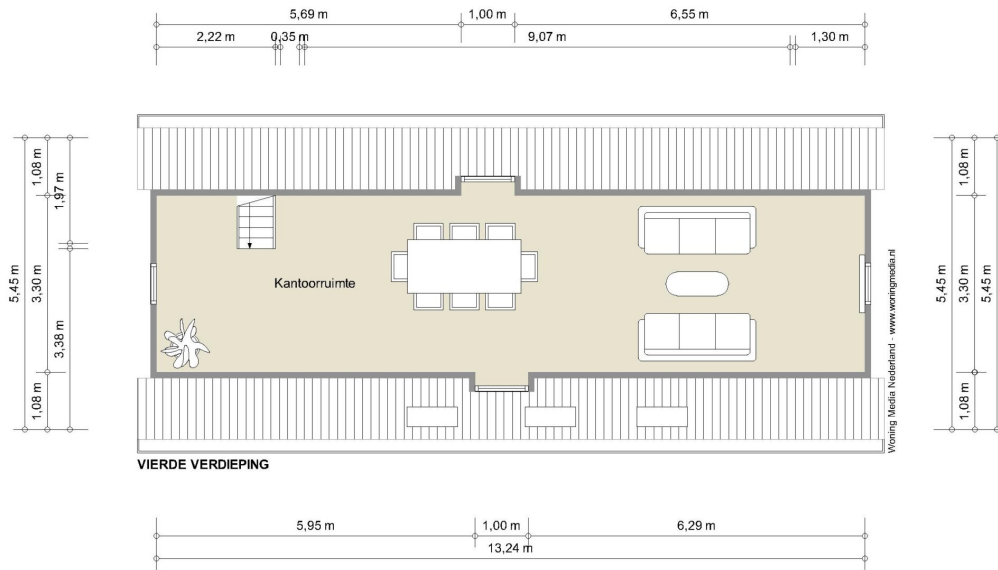 5,69 m 1,00 m 6,55 m
2,22 m 0,35 m 9,07 m 1,30 m
1,08 m
1,97 m
5,45 m
3,30 m
3,38 m
1,08 m
Kantoorruimte
Woning Media Nederland - www.woningmedia.nl
1,08 m
5,45 m
3,30 m
5,45 m
1,08 m
VIERDE VERDIEPING
5,95 m 1,00 m 6,29 m
13,24 m